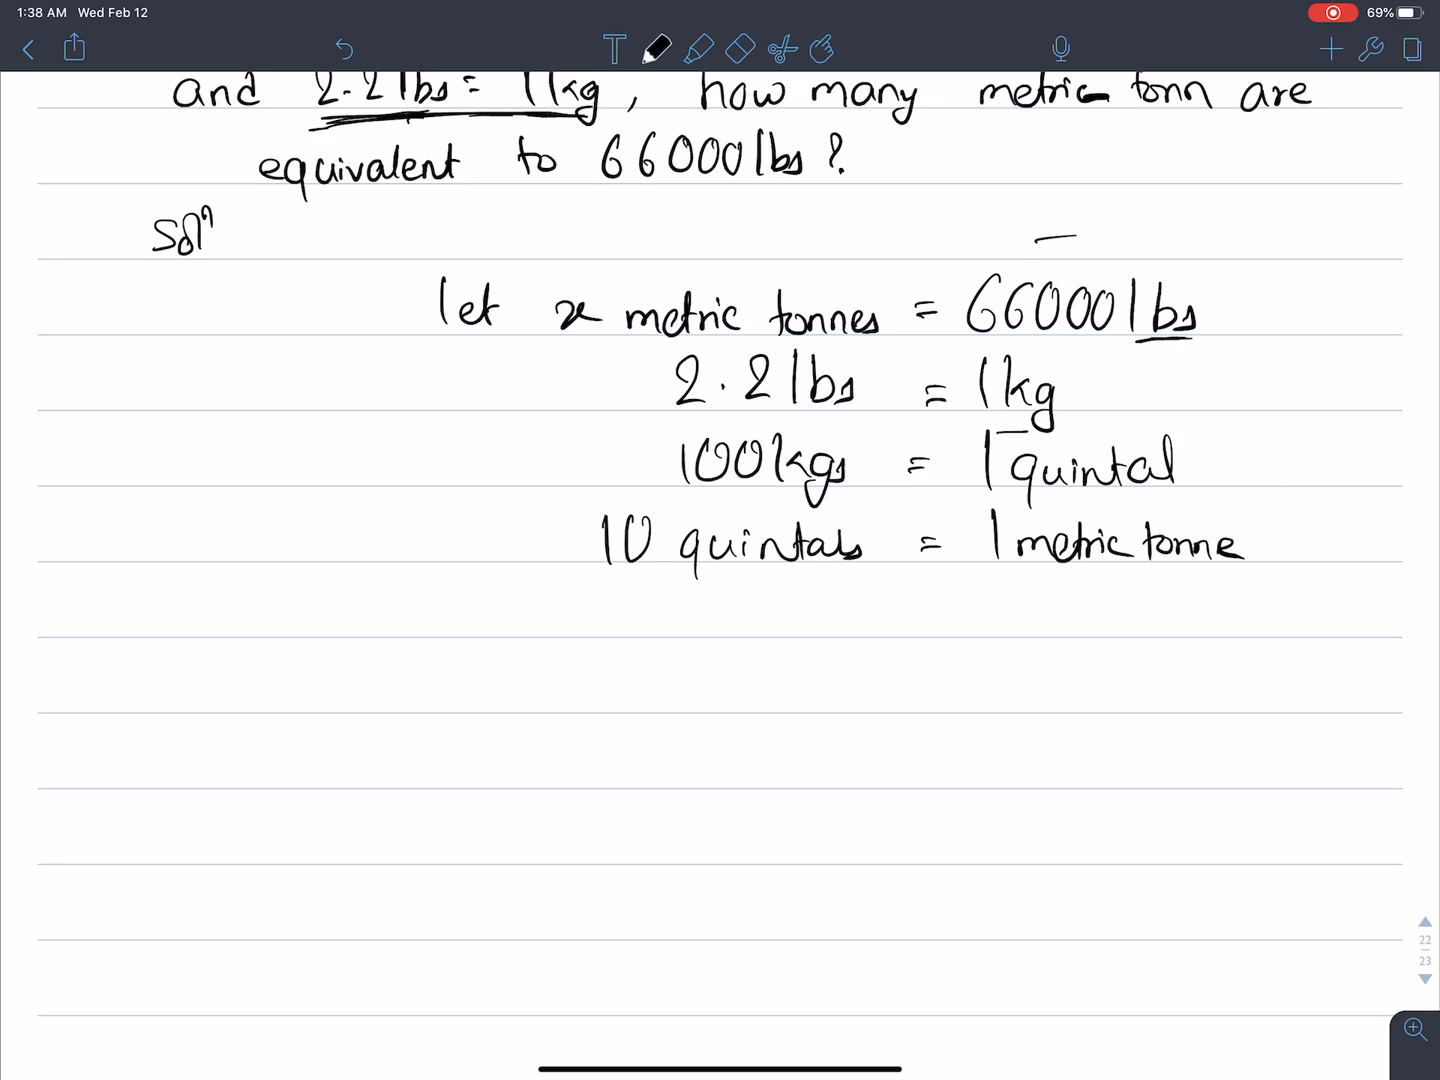 1:38 AM Wed Feb 12
69%
and 2.2 lbs = 1 kg, how many metric tonn are
equivalent to 66000 lbs?
Solⁿ
let x metric tonnes = 66000 lbs
2.2 lbs = 1 kg
100 kgs = 1 quintal
10 quintals = 1 metric tonne
22
23